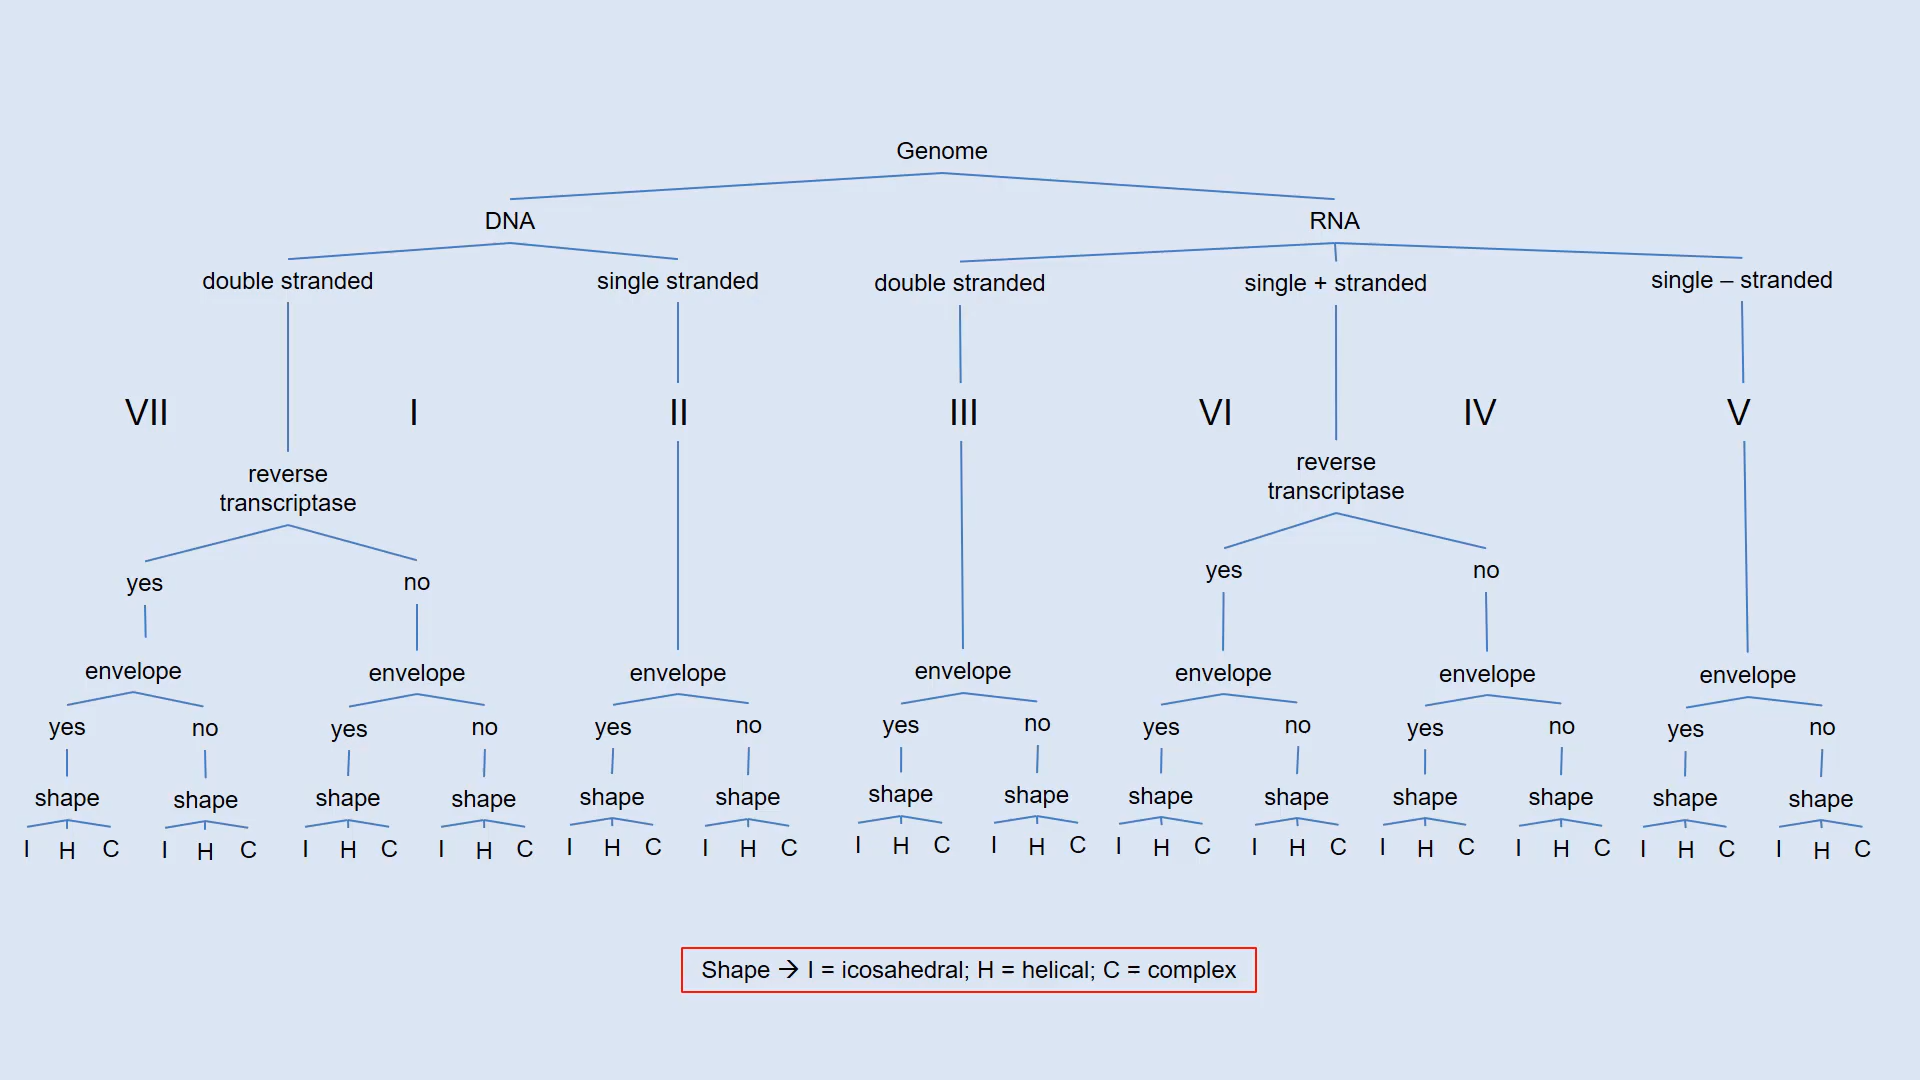 Genome
DNA RNA
double stranded single stranded double stranded single + stranded single – stranded
VII I II III VI IV V
reverse
transcriptase
reverse
transcriptase
yes no yes no
envelope envelope envelope envelope envelope envelope envelope
yes no yes no yes no yes no yes no yes no yes no
shape shape shape shape shape shape shape shape shape shape shape shape shape shape
I H C I H C I H C I H C I H C I H C I H C I H C I H C I H C I H C I H C I H C I H C
Shape → I = icosahedral; H = helical; C = complex